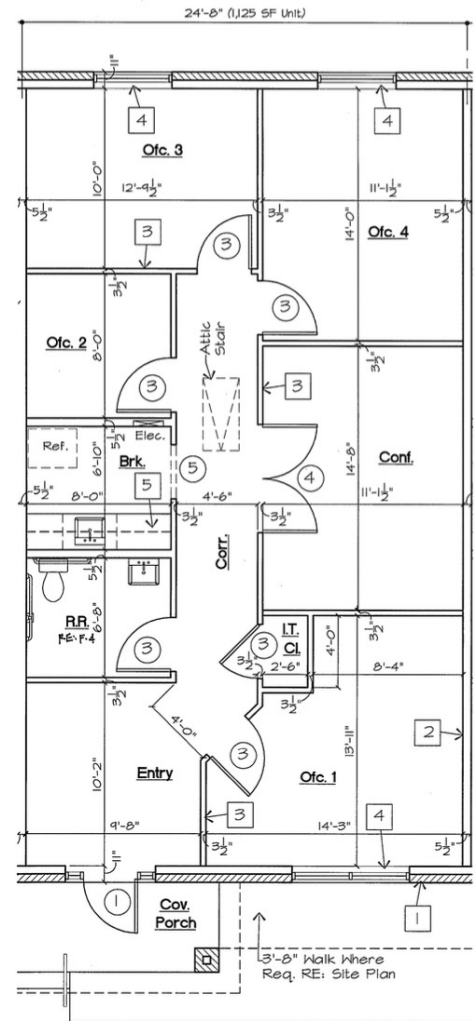 24'-8" (1,125 SF Unit)
11"
4
4
Ofc. 3
10'-0"
12'-9½"
11'-1½"
5½"
3½"
5½"
Ofc. 4
3
3
14'-0"
3½"
Ofc. 2
8'-0"
3
Attic
Stair
3
3½"
3
Ref.
5½"
Elec.
6'-10"
Brk.
5
4
14'-8"
Conf.
11'-1½"
5½"
8'-0"
5
3½"
4'-6"
3½"
Corr.
5½"
R.R.
RE: F.4
6'-8"
3
3
I.T.
Cl.
4'-0"
3½"
3½"
2'-6"
8'-4"
3½"
3½"
4'-0"
2
10'-2"
Entry
3
Ofc. 1
13'-11"
9'-8"
3
3½"
14'-3"
4
5½"
11"
1
Cov.
Porch
1
3'-8" Walk Where
Req. RE: Site Plan